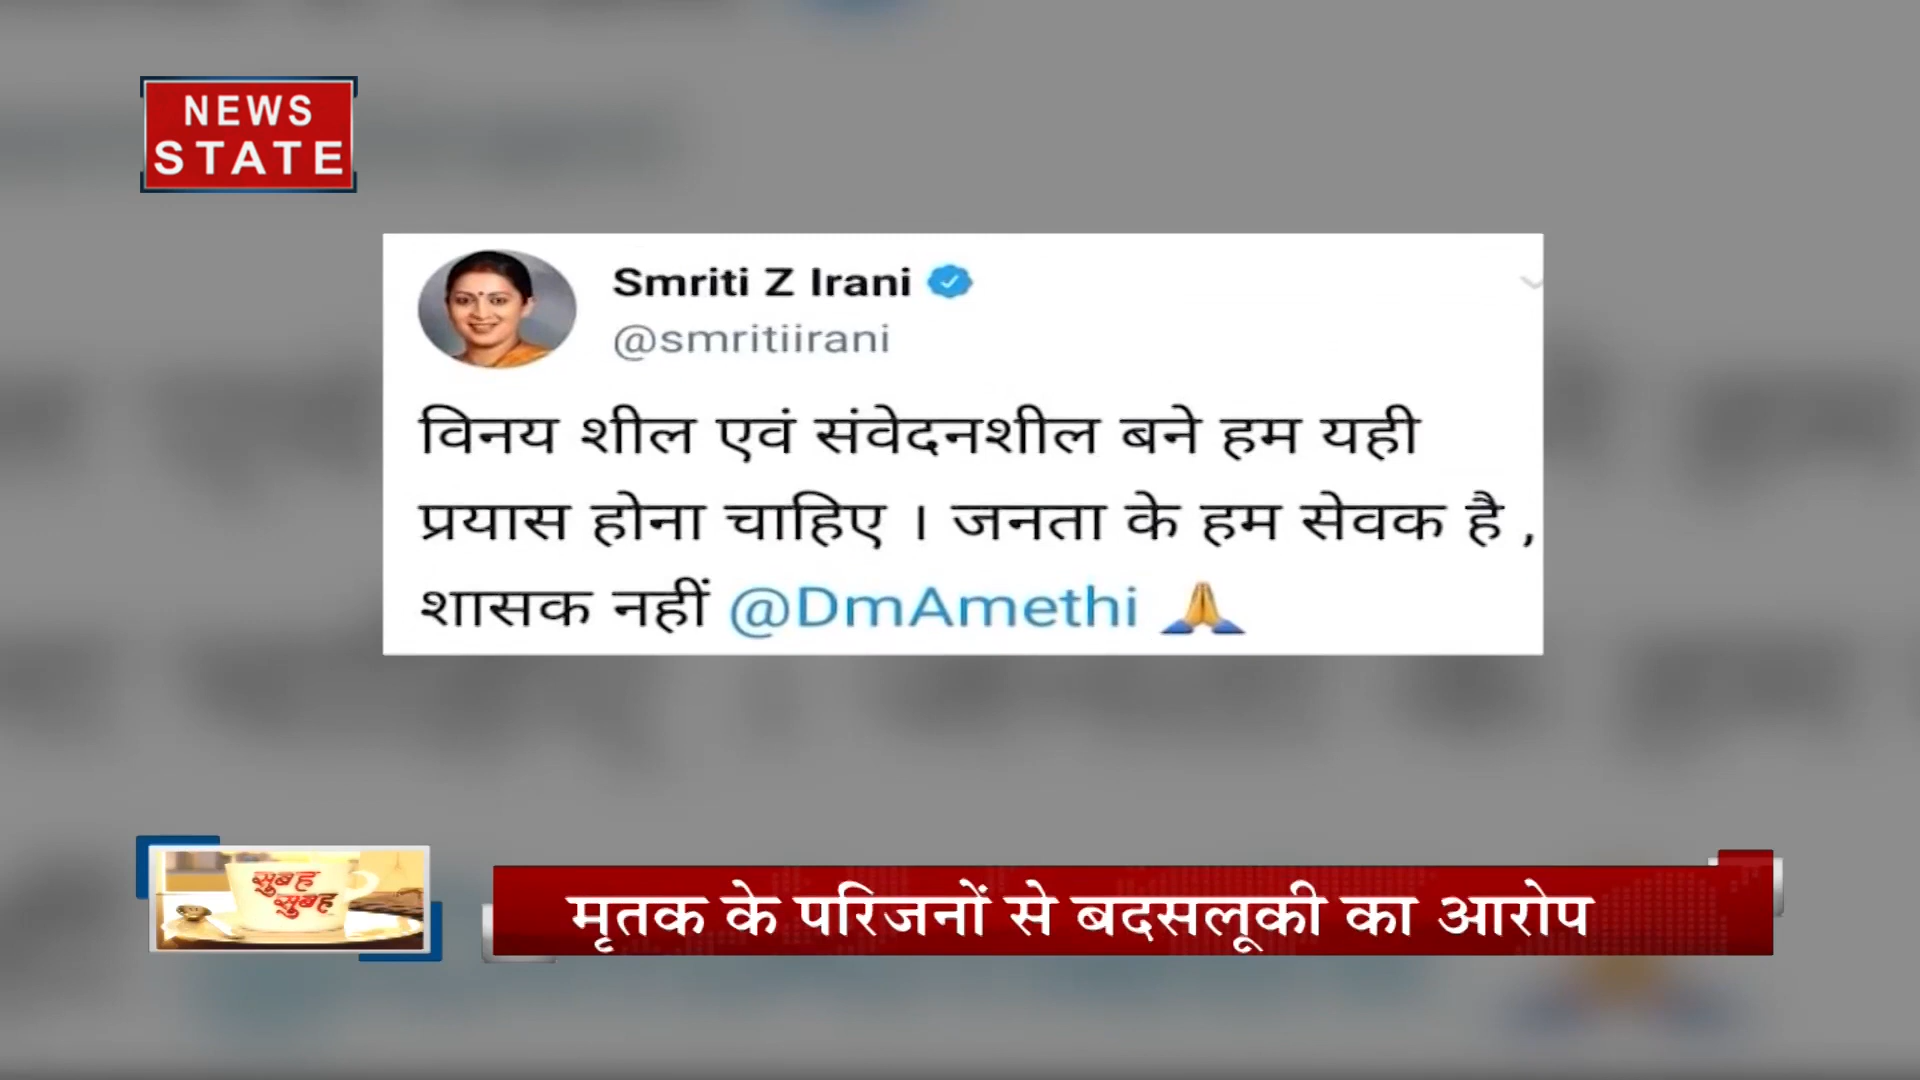 NEWS
STATE
Smriti Z Irani
@smritiirani
विनय शील एवं संवेदनशील बने हम यही
प्रयास होना चाहिए । जनता के हम सेवक है ,
शासक नहीं @DmAmethi 🙏
सुबह
सुबह
मृतक के परिजनों से बदसलूकी का आरोप